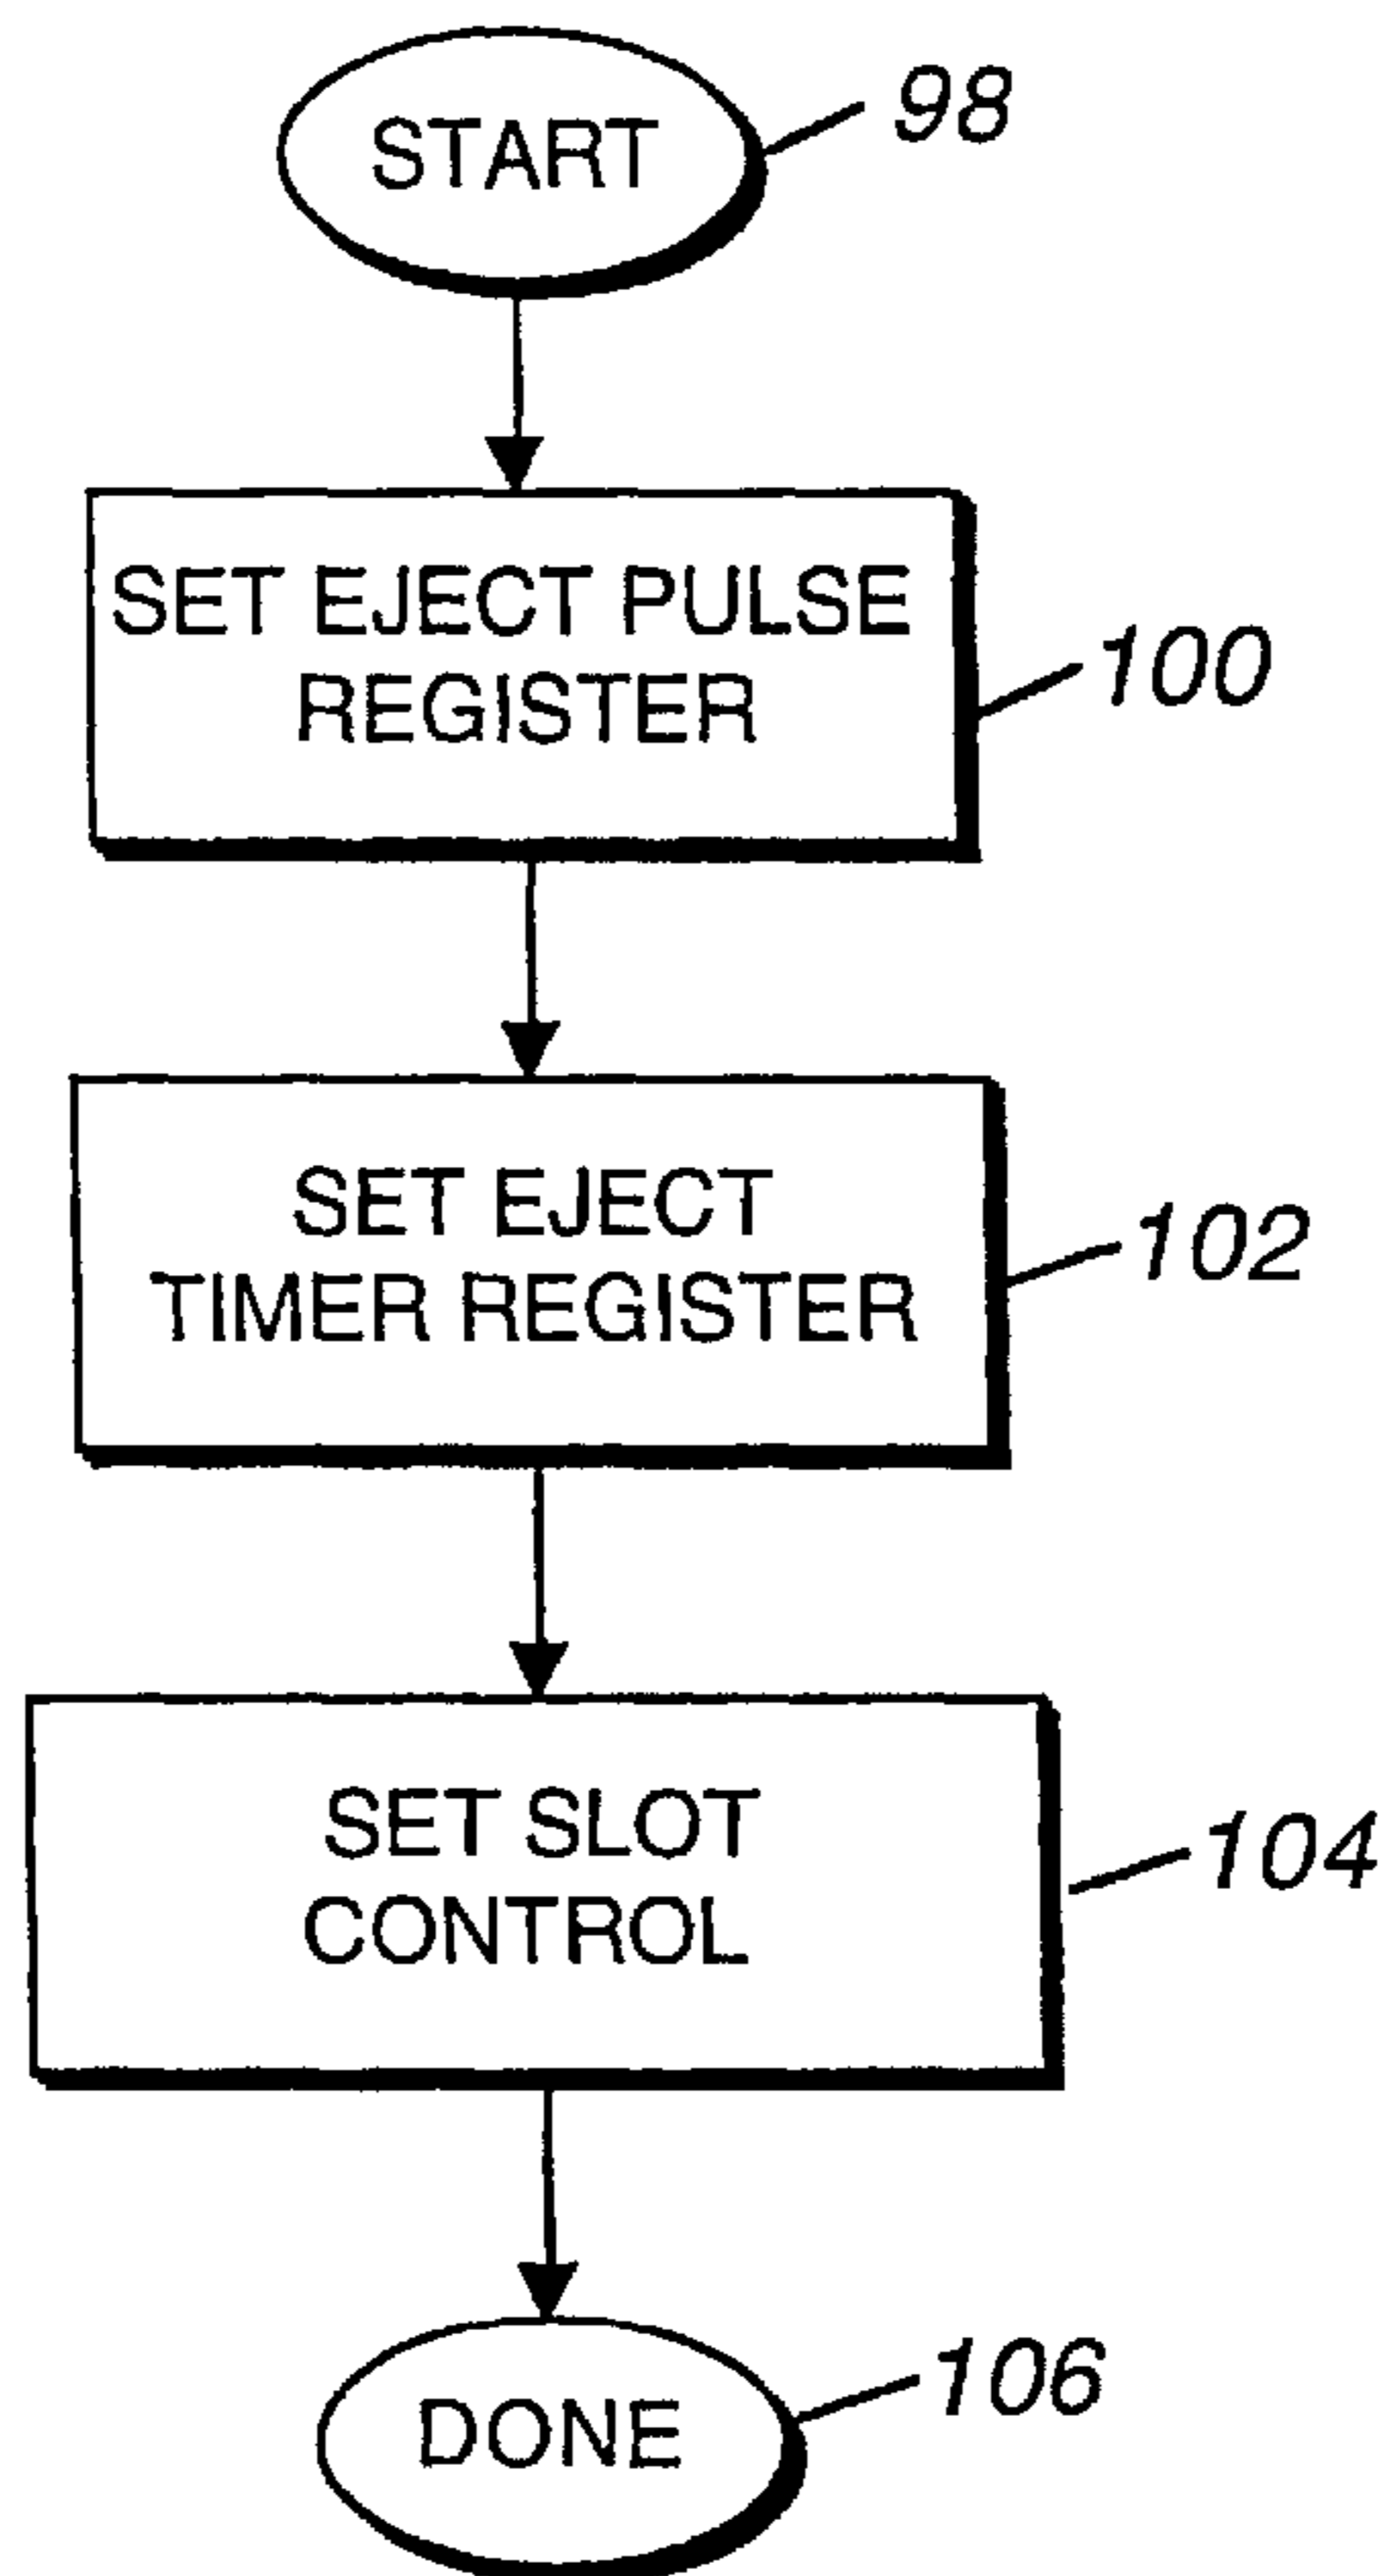 START
98
SET EJECT PULSE
REGISTER
100
SET EJECT
TIMER REGISTER
102
SET SLOT
CONTROL
104
DONE
106